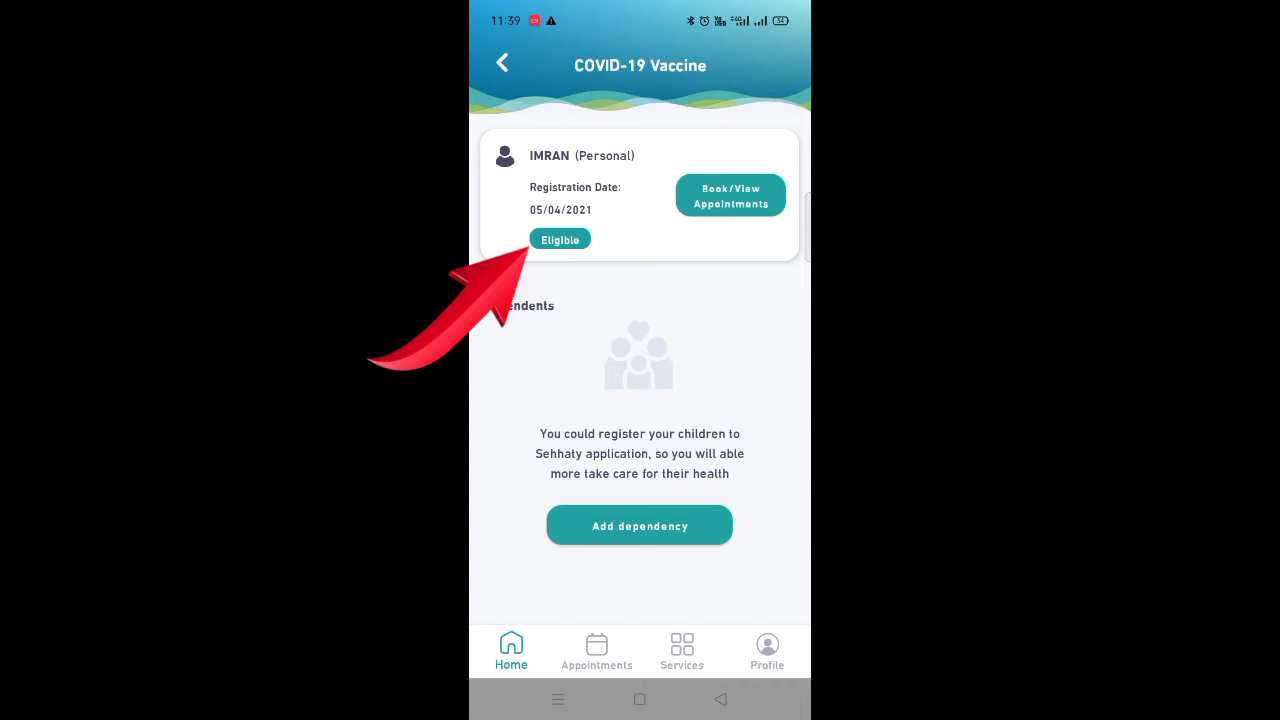 11:39
COVID-19 Vaccine
IMRAN (Personal)
Registration Date:
05/04/2021
Book/View
Appointments
Eligible
endents
You could register your children to
Sehhaty application, so you will able
more take care for their health
Add dependency
Home
Appointments
Services
Profile